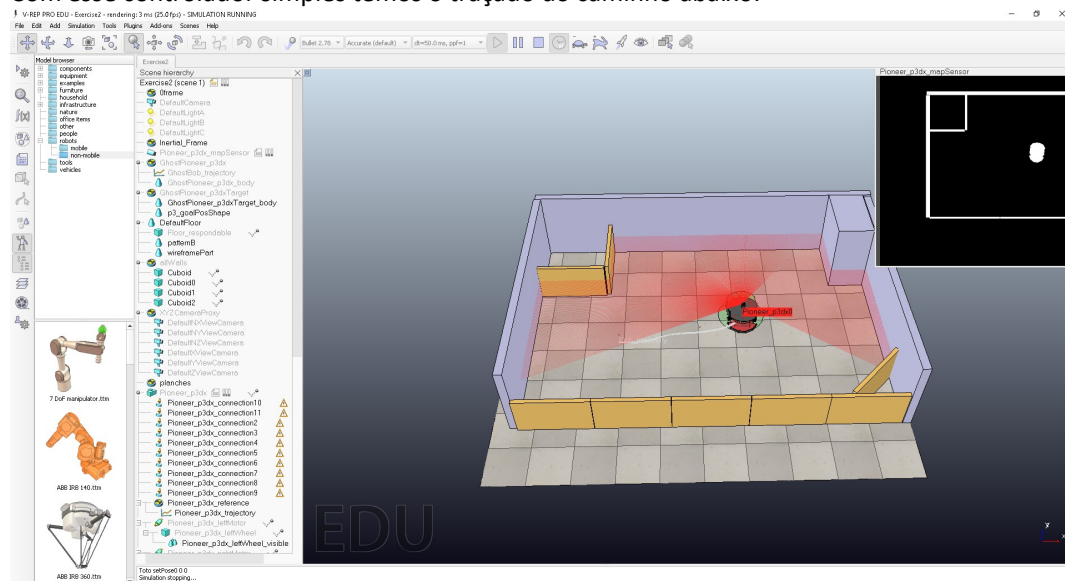 Com esse controlador simples temos o traçado do caminho abaixo:
V-REP PRO EDU - Exercise2 - rendering: 3 ms (25.0 fps) - SIMULATION RUNNING
File Edit Add Simulation Tools Plugins Add-ons Scenes Help
Bullet 2.78 Accurate (default) dt=50.0 ms, ppf=1
Model browser
components
equipment
examples
furniture
household
infrastructure
nature
office items
other
people
robots
mobile
non-mobile
tools
vehicles
7 DoF manipulator.ttm
ABB IRB 140.ttm
ABB IRB 360.ttm
Exercise2
Scene hierarchy
Exercise2 (scene 1)
0frame
DefaultCamera
DefaultLightA
DefaultLightB
DefaultLightC
Inertial_Frame
Pioneer_p3dx_mapSensor
GhostPioneer_p3dx
GhostBob_trajectory
GhostPioneer_p3dx_body
GhostPioneer_p3dxTarget
GhostPioneer_p3dxTarget_body
p3_goalPosShape
DefaultFloor
Floor_respondable
patternB
wireframePart
allWalls
Cuboid
Cuboid0
Cuboid1
Cuboid2
XYZCameraProxy
DefaultNXViewCamera
DefaultNYViewCamera
DefaultNZViewCamera
DefaultXViewCamera
DefaultYViewCamera
DefaultZViewCamera
planches
Pioneer_p3dx
Pioneer_p3dx_connection10
Pioneer_p3dx_connection11
Pioneer_p3dx_connection2
Pioneer_p3dx_connection3
Pioneer_p3dx_connection4
Pioneer_p3dx_connection5
Pioneer_p3dx_connection6
Pioneer_p3dx_connection7
Pioneer_p3dx_connection8
Pioneer_p3dx_connection9
Pioneer_p3dx_reference
Pioneer_p3dx_trajectory
Pioneer_p3dx_leftMotor
Pioneer_p3dx_leftWheel
Pioneer_p3dx_leftWheel_visible
Pioneer_p3dx_rightMotor
Pioneer_p3dx_mapSensor
Pioneer_p3dx0
EDU
y
x
Toto setPose0 0 0
Simulation stopping...